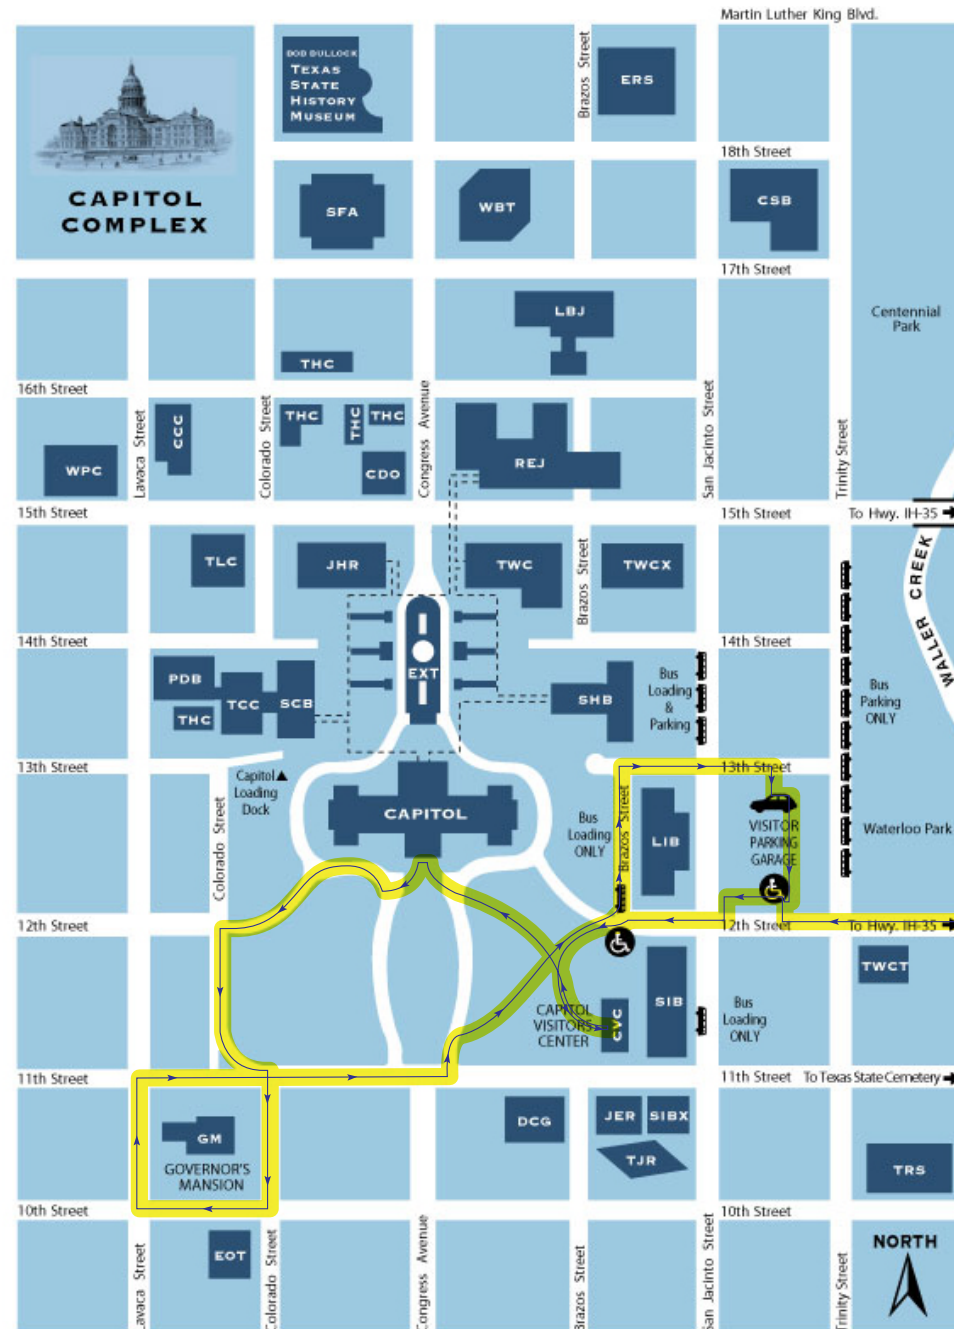 Martin Luther King Blvd.
CAPITOL
COMPLEX
BOB BULLOCK
TEXAS
STATE
HISTORY
MUSEUM
Brazos Street
ERS
18th Street
SFA
WBT
CSB
17th Street
LBJ
Centennial
Park
THC
16th Street
Lavaca Street
CCC
Colorado Street
THC
THC
THC
Congress Avenue
San Jacinto Street
Trinity Street
WPC
CDO
REJ
15th Street
15th Street
To Hwy. IH-35
TLC
JHR
TWC
Brazos Street
TWCX
WALLER CREEK
14th Street
14th Street
EXT
PDB
THC
TCC
SCB
SHB
Bus
Loading
&
Parking
Bus
Parking
ONLY
13th Street
13th Street
Capitol
Loading
Dock
Colorado Street
CAPITOL
Bus
Loading
ONLY
Brazos Street
LIB
VISITOR
PARKING
GARAGE
Waterloo Park
12th Street
12th Street
To Hwy. IH-35
CAPITOL
VISITORS
CENTER
CVC
SIB
Bus
Loading
ONLY
TWCT
11th Street
11th Street
To Texas State Cemetery
GM
GOVERNOR'S
MANSION
DCG
JER
SIBX
TJR
TRS
10th Street
10th Street
Lavaca Street
EOT
Colorado Street
Congress Avenue
Brazos Street
San Jacinto Street
Trinity Street
NORTH